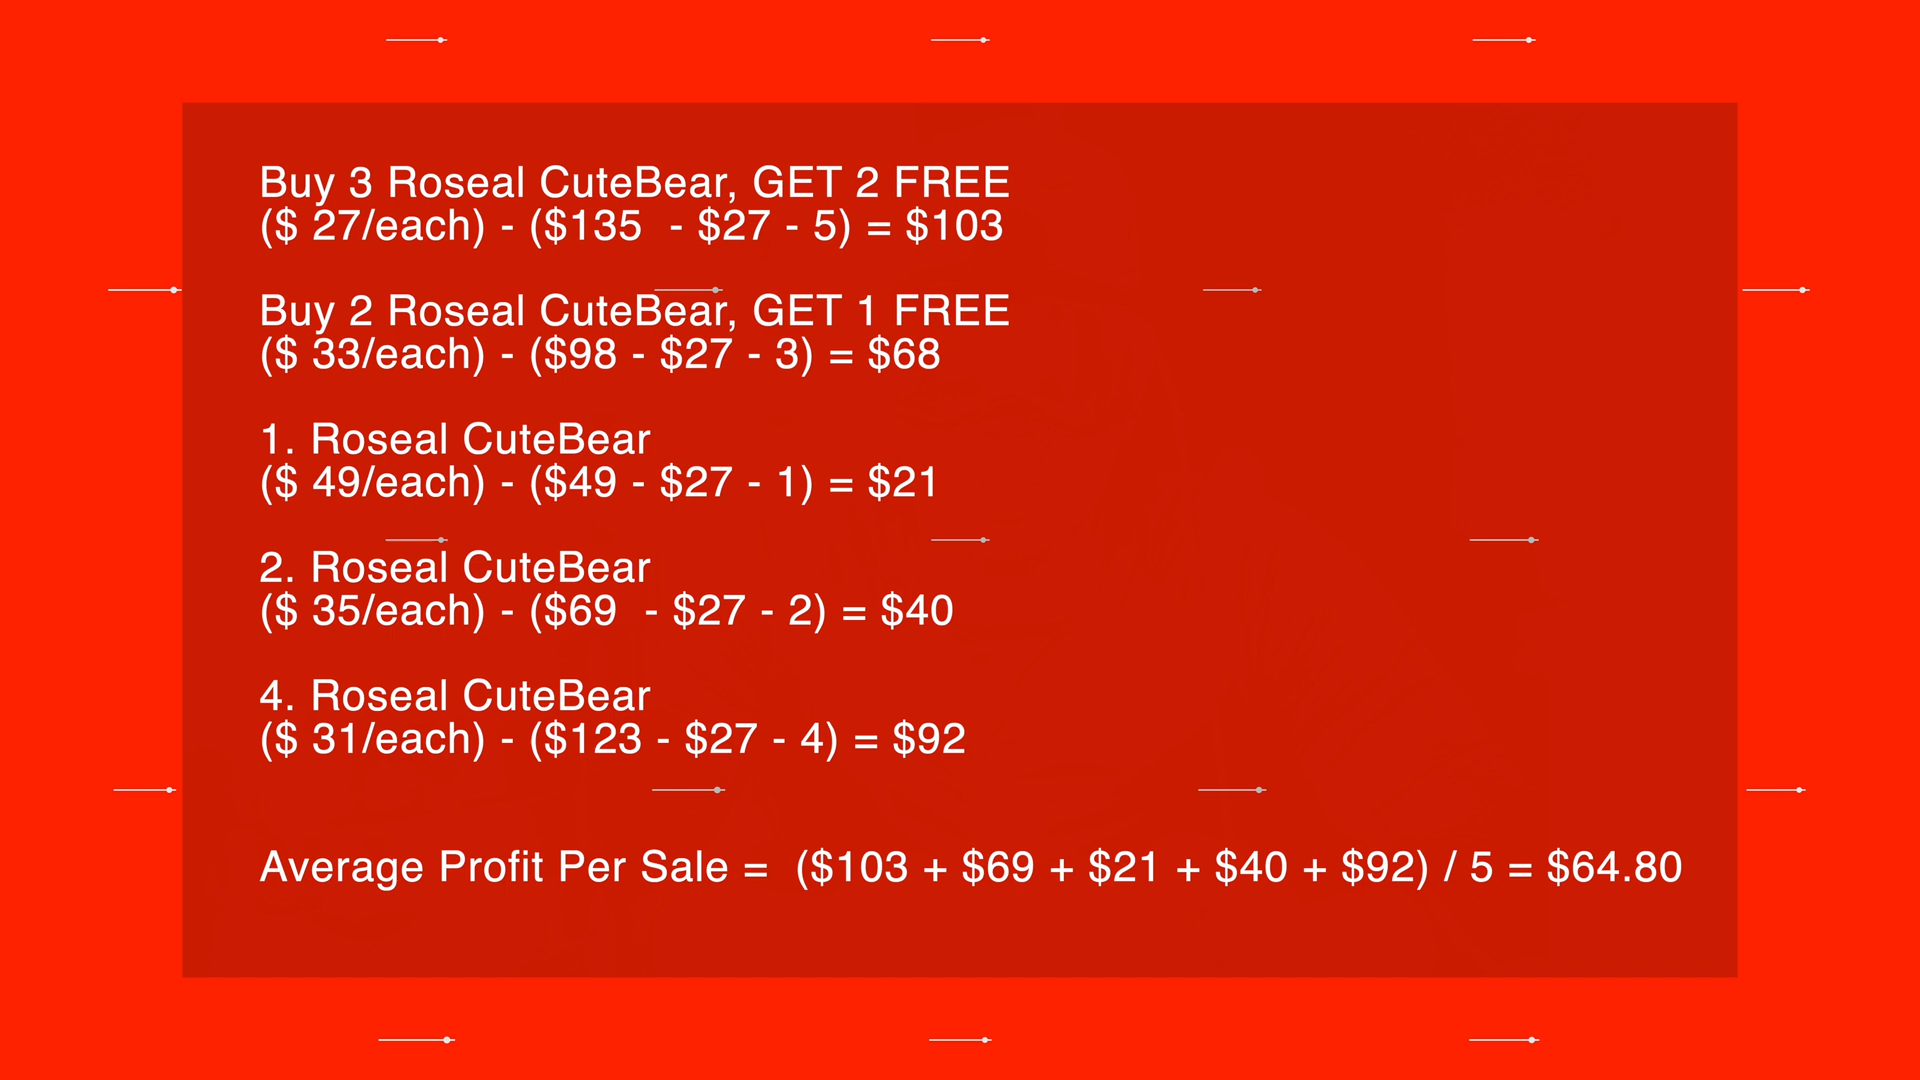 Buy 3 Roseal CuteBear, GET 2 FREE
($ 27/each) - ($135  - $27 - 5) = $103
Buy 2 Roseal CuteBear, GET 1 FREE
($ 33/each) - ($98 - $27 - 3) = $68
1. Roseal CuteBear
($ 49/each) - ($49 - $27 - 1) = $21
2. Roseal CuteBear
($ 35/each) - ($69  - $27 - 2) = $40
4. Roseal CuteBear
($ 31/each) - ($123 - $27 - 4) = $92
Average Profit Per Sale =  ($103 + $69 + $21 + $40 + $92) / 5 = $64.80